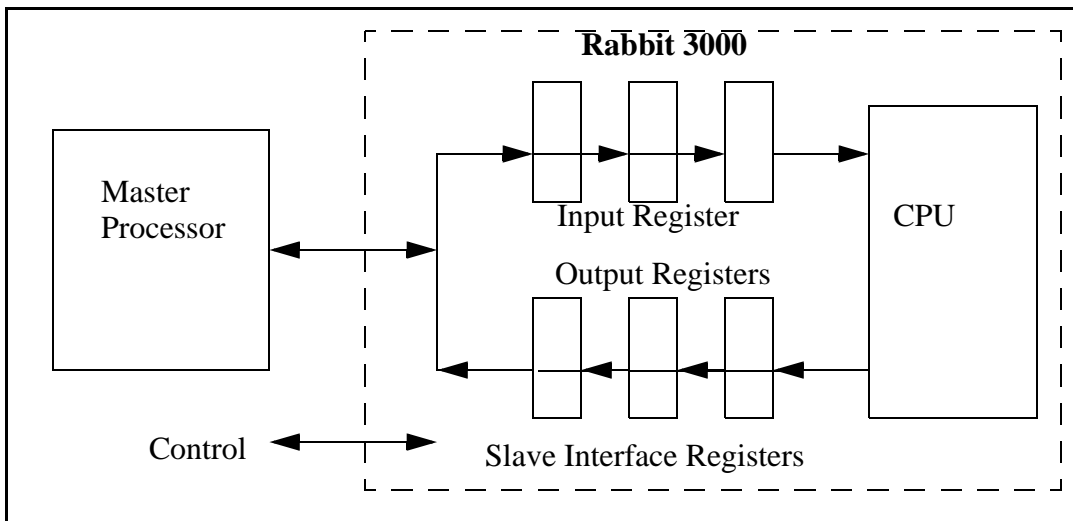 Rabbit 3000
Master
Processor
Input Register
CPU
Output Registers
Control
Slave Interface Registers